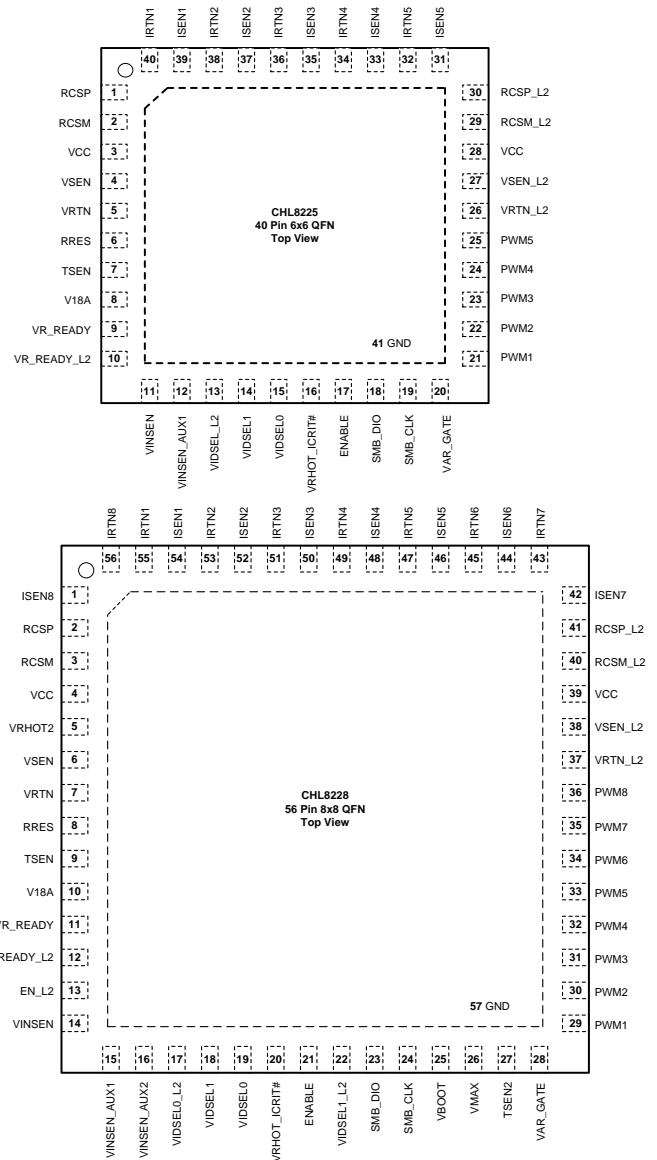 IRTN1
ISEN1
IRTN2
ISEN2
IRTN3
ISEN3
IRTN4
ISEN4
IRTN5
ISEN5
40 39 38 37 36 35 34 33 32 31
RCSP 1
RCSM 2
VCC 3
VSEN 4
VRTN 5
RRES 6
TSEN 7
V18A 8
VR_READY 9
VR_READY_L2 10
CHL8225
40 Pin 6x6 QFN
Top View
41 GND
30 RCSP_L2
29 RCSM_L2
28 VCC
27 VSEN_L2
26 VRTN_L2
25 PWM5
24 PWM4
23 PWM3
22 PWM2
21 PWM1
11 12 13 14 15 16 17 18 19 20
VINSEN
VINSEN_AUX1
VIDSEL_L2
VIDSEL1
VIDSEL0
VRHOT_ICRIT#
ENABLE
SMB_DIO
SMB_CLK
VAR_GATE
IRTN8
IRTN1
ISEN1
IRTN2
ISEN2
IRTN3
ISEN3
IRTN4
ISEN4
IRTN5
ISEN5
IRTN6
ISEN6
IRTN7
56 55 54 53 52 51 50 49 48 47 46 45 44 43
ISEN8 1
RCSP 2
RCSM 3
VCC 4
VRHOT2 5
VSEN 6
VRTN 7
RRES 8
TSEN 9
V18A 10
R_READY 11
READY_L2 12
EN_L2 13
VINSEN 14
CHL8228
56 Pin 8x8 QFN
Top View
57 GND
42 ISEN7
41 RCSP_L2
40 RCSM_L2
39 VCC
38 VSEN_L2
37 VRTN_L2
36 PWM8
35 PWM7
34 PWM6
33 PWM5
32 PWM4
31 PWM3
30 PWM2
29 PWM1
15 16 17 18 19 20 21 22 23 24 25 26 27 28
VINSEN_AUX1
VINSEN_AUX2
VIDSEL0_L2
VIDSEL1
VIDSEL0
VRHOT_ICRIT#
ENABLE
VIDSEL1_L2
SMB_DIO
SMB_CLK
VBOOT
VMAX
TSEN2
VAR_GATE